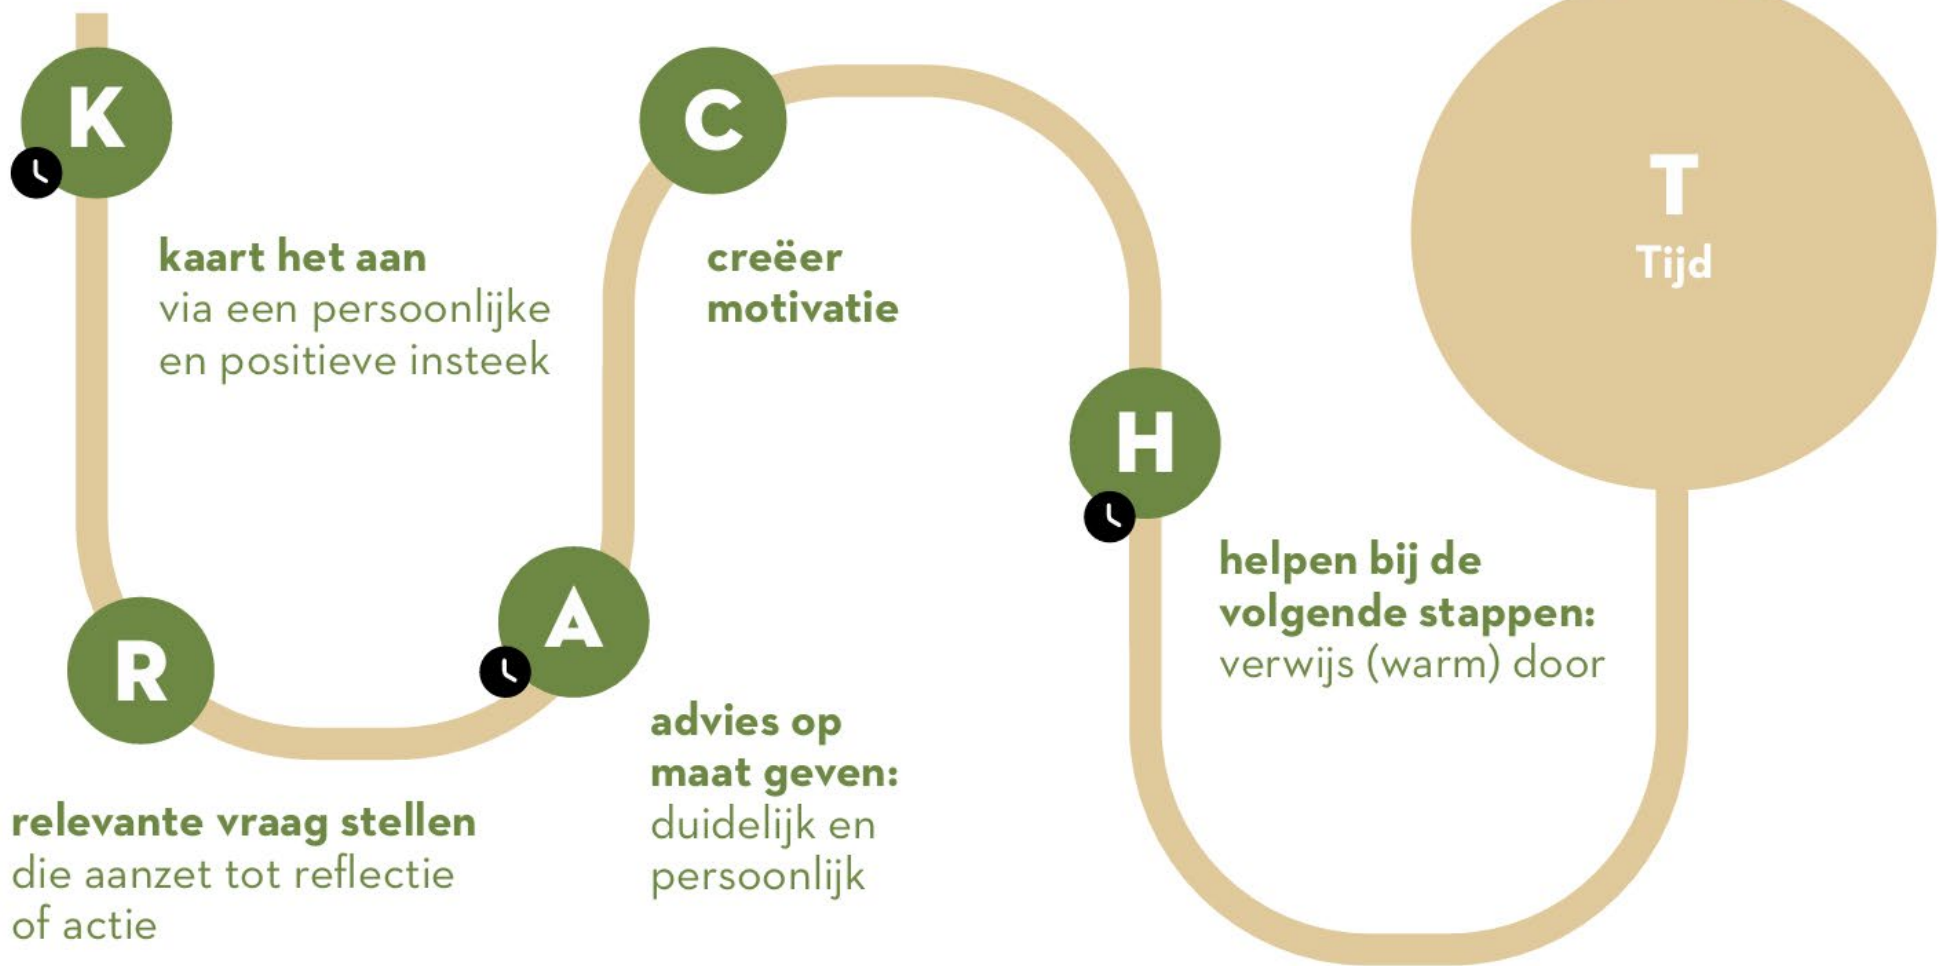 K
kaart het aan
via een persoonlijke
en positieve insteek
R
relevante vraag stellen
die aanzet tot reflectie
of actie
A
advies op
maat geven:
duidelijk en
persoonlijk
C
creëer
motivatie
H
helpen bij de
volgende stappen:
verwijs (warm) door
T
Tijd